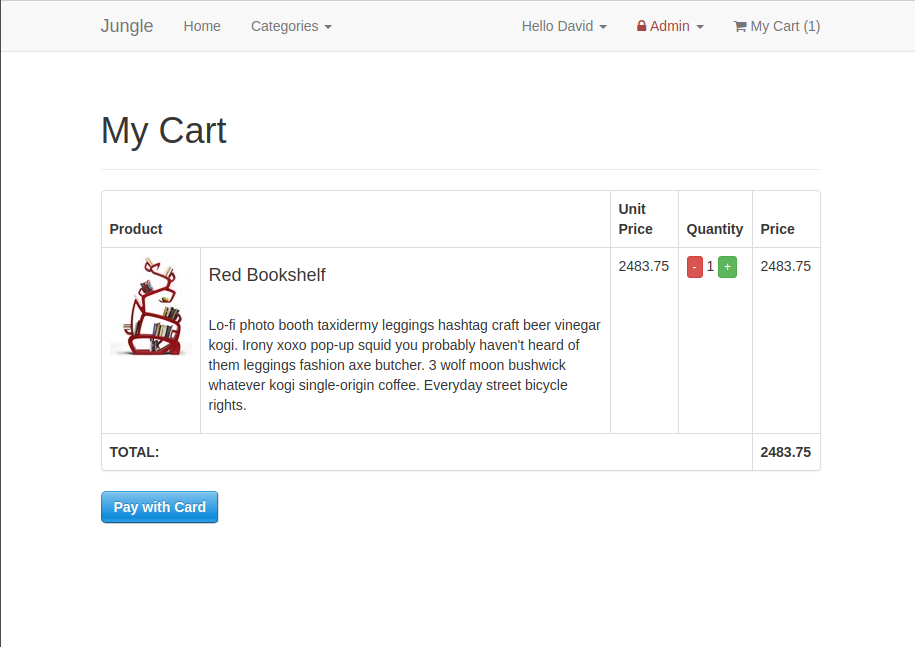 Jungle Home Categories Hello David Admin My Cart (1)
My Cart
Product Unit Price Quantity Price
Red Bookshelf 2483.75 - 1 + 2483.75
Lo-fi photo booth taxidermy leggings hashtag craft beer vinegar
kogi. Irony xoxo pop-up squid you probably haven't heard of
them leggings fashion axe butcher. 3 wolf moon bushwick
whatever kogi single-origin coffee. Everyday street bicycle
rights.
TOTAL: 2483.75
Pay with Card